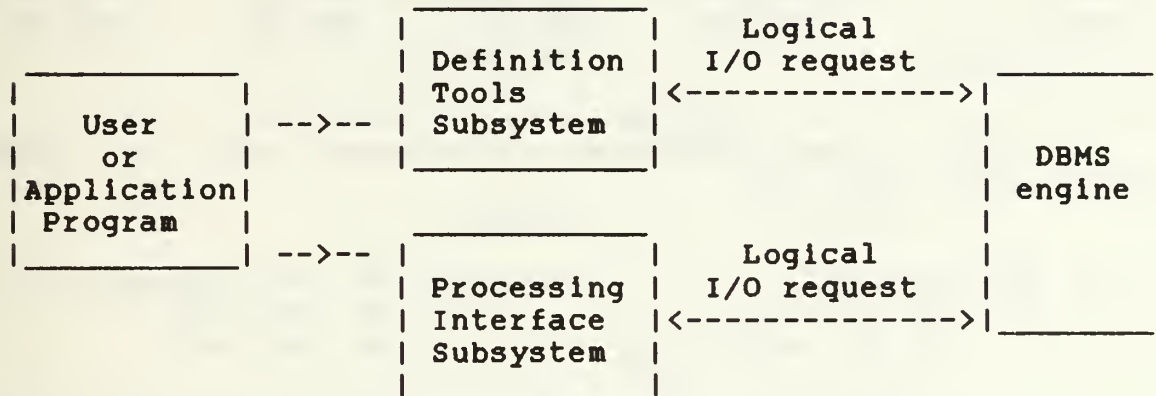 User
or
Application
Program
Definition
Tools
Subsystem
Logical
I/O request
Processing
Interface
Subsystem
Logical
I/O request
DBMS
engine